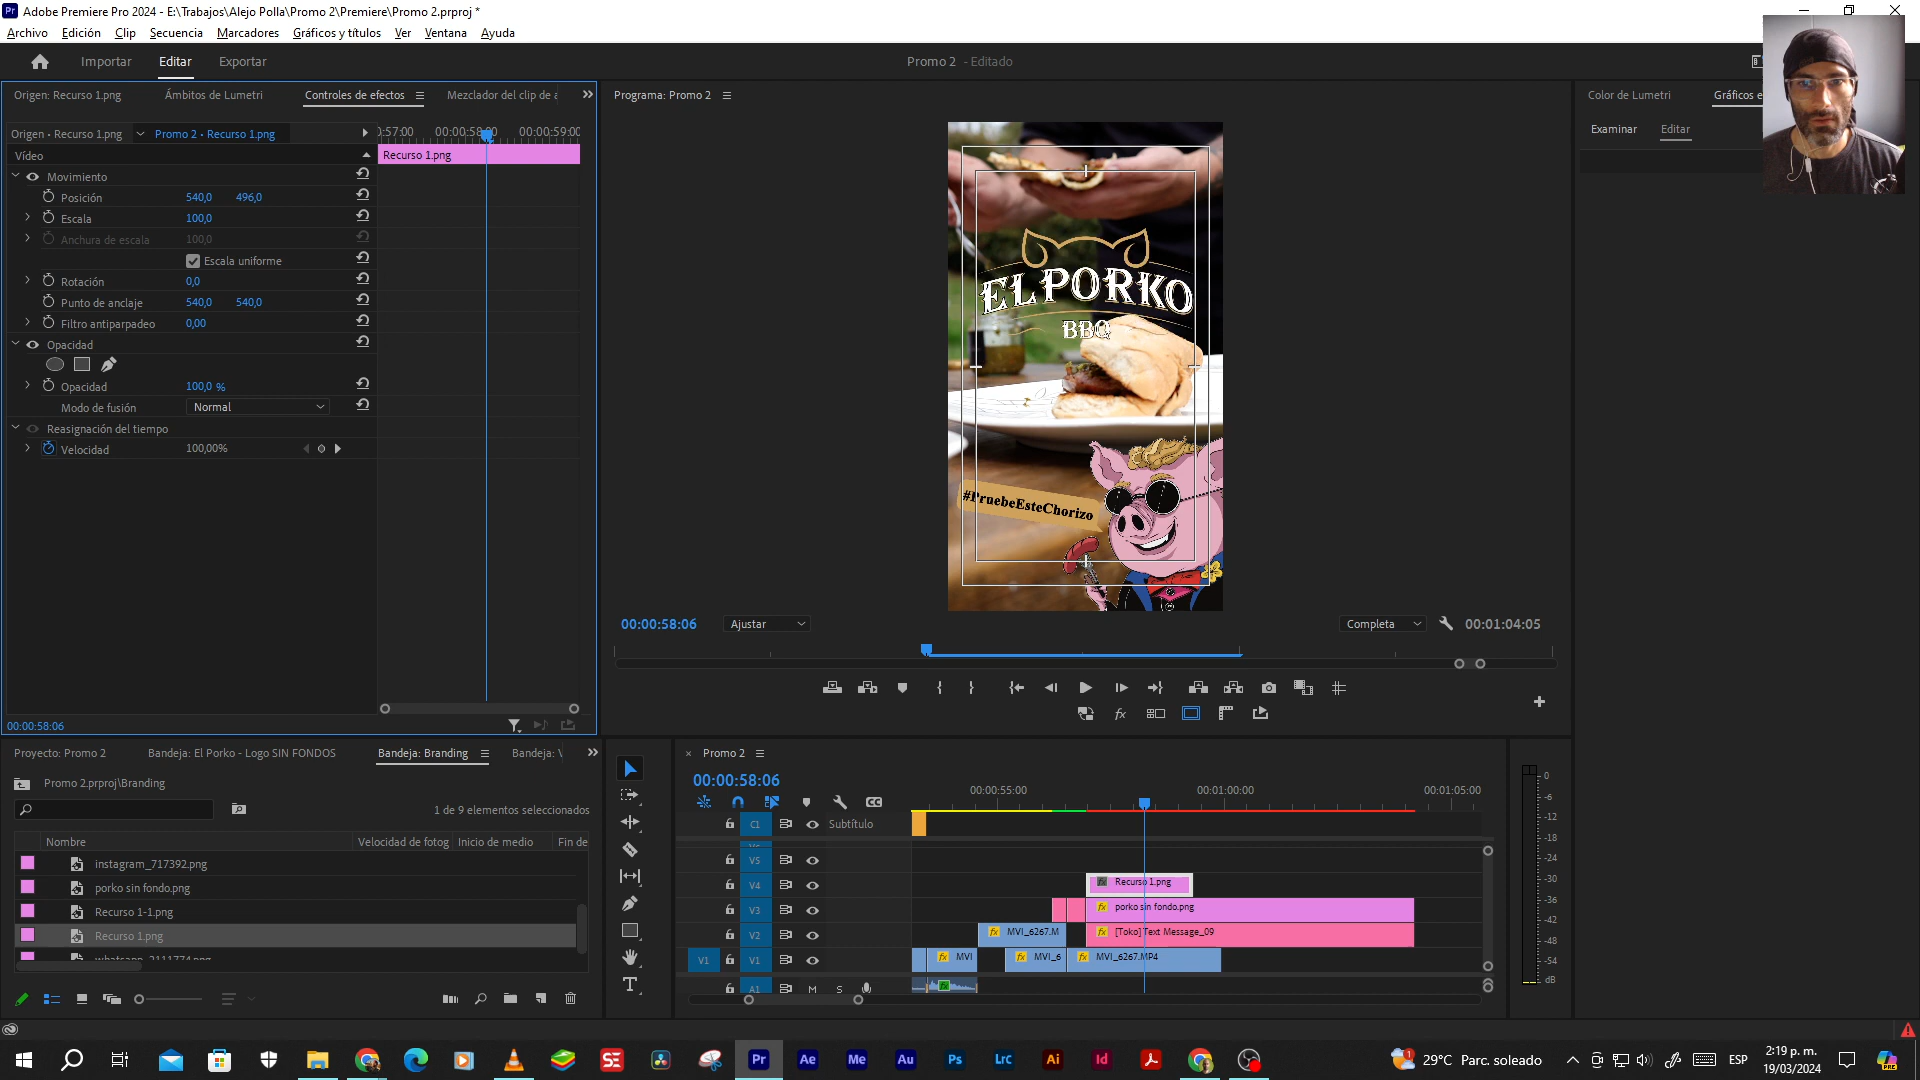 Adobe Premiere Pro 2024 - E:\Trabajos\Alejo Polla\Promo 2\Premiere\Promo 2.prproj *
Archivo Edición Clip Secuencia Marcadores Gráficos y títulos Ver Ventana Ayuda
Importar Editar Exportar
Promo 2 - Editado
Origen: Recurso 1.png Ámbitos de Lumetri Controles de efectos Mezclador del clip de
Programa: Promo 2
Color de Lumetri Gráficos e
Examinar Editar
Origen • Recurso 1.png Promo 2 • Recurso 1.png
:57:00 00:00:58:00 00:00:59:00
Vídeo
Recurso 1.png
Movimiento
Posición 540,0 496,0
Escala 100,0
Anchura de escala 100,0
Escala uniforme
Rotación 0,0
Punto de anclaje 540,0 540,0
Filtro antiparpadeo 0,00
Opacidad
Opacidad 100,0 %
Modo de fusión Normal
Reasignación del tiempo
Velocidad 100,00%
00:00:58:06
EL PORKO
BBQ
#PruebeEsteChorizo
00:00:58:06 Ajustar Completa 00:01:04:05
Proyecto: Promo 2 Bandeja: El Porko - Logo SIN FONDOS Bandeja: Branding Bandeja: V
Promo 2.prproj\Branding
1 de 9 elementos seleccionados
Nombre Velocidad de fotog Inicio de medio Fin de
instagram_717392.png
porko sin fondo.png
Recurso 1-1.png
Recurso 1.png
whatsapp_2111774.png
Promo 2
00:00:58:06
00:00:55:00 00:01:00:00 00:01:05:00
C1 Subtítulo
V5
V4 Recurso 1.png
V3 porko sin fondo.png
V2 MVI_6267.M [Toko] Text Message_09
V1 V1 MVI MVI_6 MVI_6267.MP4
A1 M S
0
-6
-12
-18
-24
-30
-36
-42
-48
-54
dB
Pr Ae Me Au Ps Lrc Ai Id
29°C Parc. soleado
ESP
2:19 p. m.
19/03/2024